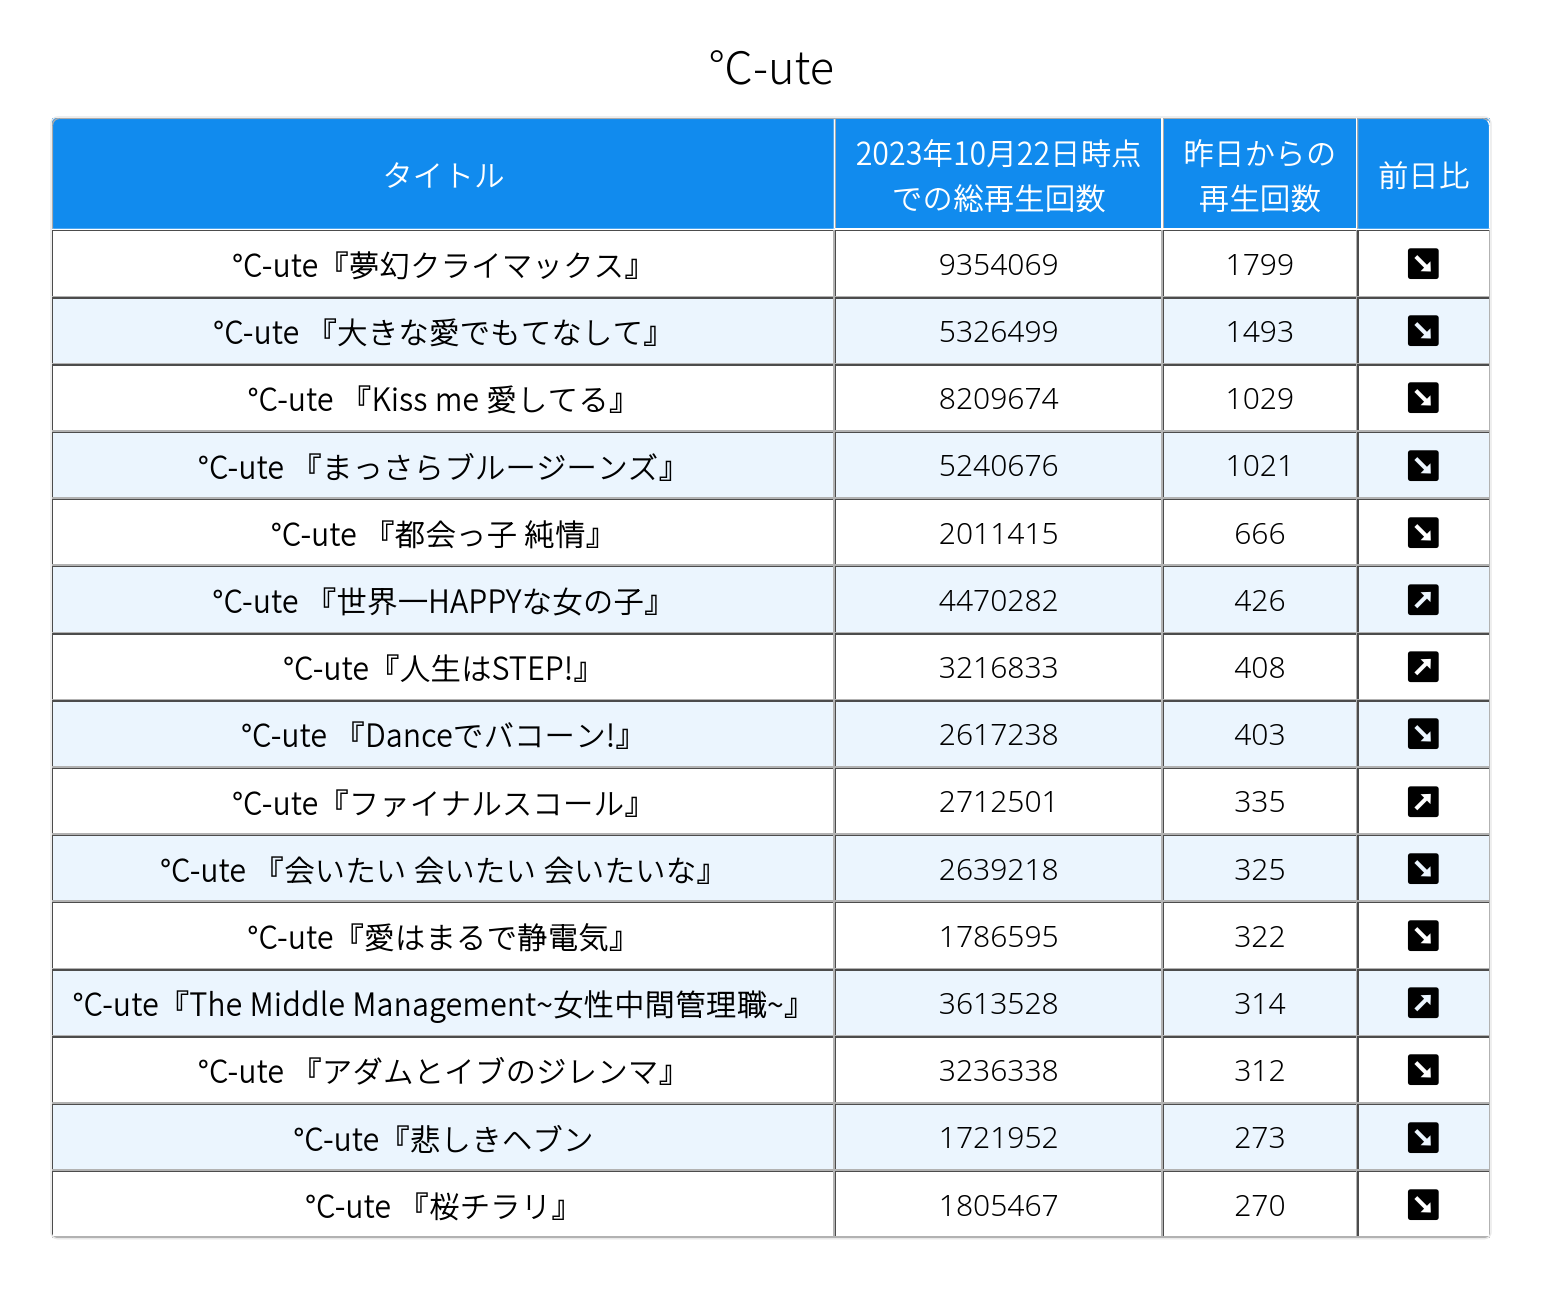 ℃-ute
タイトル
2023年10月22日時点
での総再生回数
昨日からの
再生回数
前日比
℃-ute『夢幻クライマックス』 9354069 1799 ↘
℃-ute 『大きな愛でもてなして』 5326499 1493 ↘
℃-ute 『Kiss me 愛してる』 8209674 1029 ↘
℃-ute 『まっさらブルージーンズ』 5240676 1021 ↘
℃-ute 『都会っ子 純情』 2011415 666 ↘
℃-ute 『世界一HAPPYな女の子』 4470282 426 ↗
℃-ute『人生はSTEP!』 3216833 408 ↗
℃-ute 『Danceでバコーン!』 2617238 403 ↘
℃-ute『ファイナルスコール』 2712501 335 ↗
℃-ute 『会いたい 会いたい 会いたいな』 2639218 325 ↘
℃-ute『愛はまるで静電気』 1786595 322 ↘
℃-ute『The Middle Management~女性中間管理職~』 3613528 314 ↗
℃-ute 『アダムとイブのジレンマ』 3236338 312 ↘
℃-ute『悲しきヘブン 1721952 273 ↘
℃-ute 『桜チラリ』 1805467 270 ↘